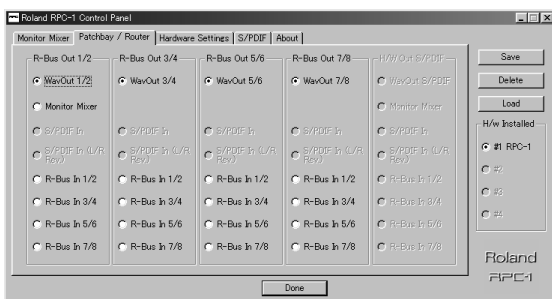 Roland RPC-1 Control Panel
Monitor Mixer Patchbay / Router Hardware Settings S/PDIF About
R-Bus Out 1/2
WavOut 1/2
Monitor Mixer
S/PDIF In
S/PDIF In (L/R Rev.)
R-Bus In 1/2
R-Bus In 3/4
R-Bus In 5/6
R-Bus In 7/8
R-Bus Out 3/4
WavOut 3/4
S/PDIF In
S/PDIF In (L/R Rev.)
R-Bus In 1/2
R-Bus In 3/4
R-Bus In 5/6
R-Bus In 7/8
R-Bus Out 5/6
WavOut 5/6
S/PDIF In
S/PDIF In (L/R Rev.)
R-Bus In 1/2
R-Bus In 3/4
R-Bus In 5/6
R-Bus In 7/8
R-Bus Out 7/8
WavOut 7/8
S/PDIF In
S/PDIF In (L/R Rev.)
R-Bus In 1/2
R-Bus In 3/4
R-Bus In 5/6
R-Bus In 7/8
H/W Out S/PDIF
WavOut S/PDIF
Monitor Mixer
S/PDIF In
S/PDIF In (L/R Rev.)
R-Bus In 1/2
R-Bus In 3/4
R-Bus In 5/6
R-Bus In 7/8
Save
Delete
Load
H/w Installed
#1 RPC-1
#2
#3
#4
Roland
RPC-1
Done